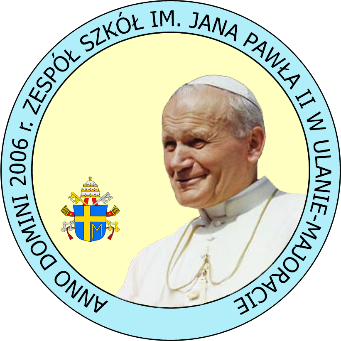 ANNO DOMINI 2006 r. ZESPÓŁ SZKÓŁ IM. JANA PAWŁA II W ULANIE-MAJORACIE
M